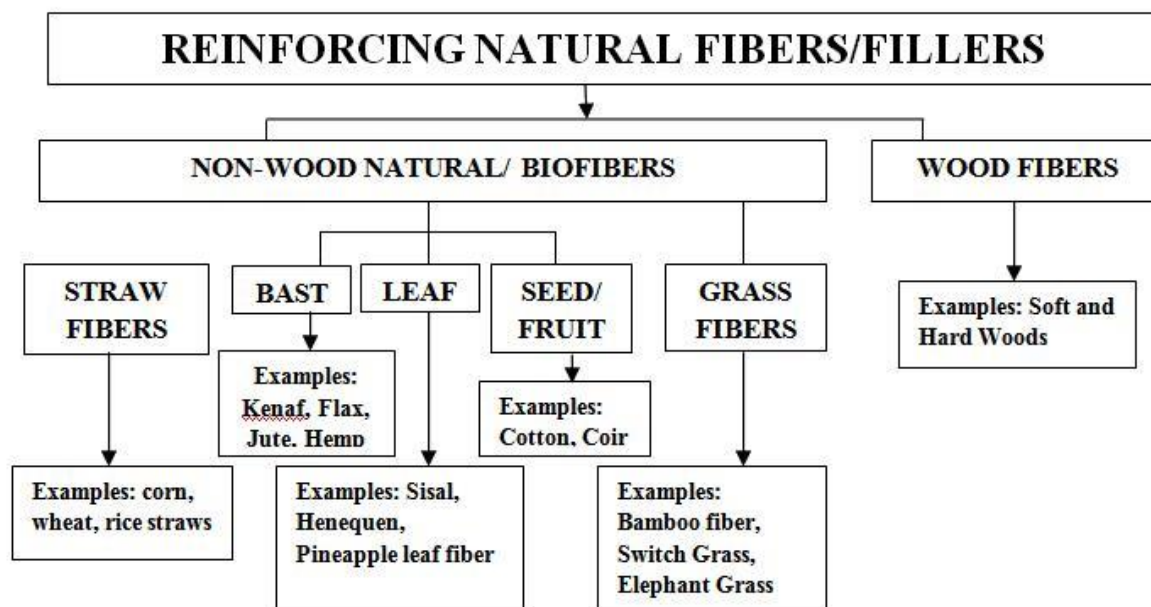 REINFORCING NATURAL FIBERS/FILLERS
NON-WOOD NATURAL/ BIOFIBERS
WOOD FIBERS
STRAW
FIBERS
BAST
LEAF
SEED/
FRUIT
GRASS
FIBERS
Examples: Soft and
Hard Woods
Examples:
Kenaf, Flax,
Jute, Hemp
Examples:
Cotton, Coir
Examples: corn,
wheat, rice straws
Examples: Sisal,
Henequen,
Pineapple leaf fiber
Examples:
Bamboo fiber,
Switch Grass,
Elephant Grass